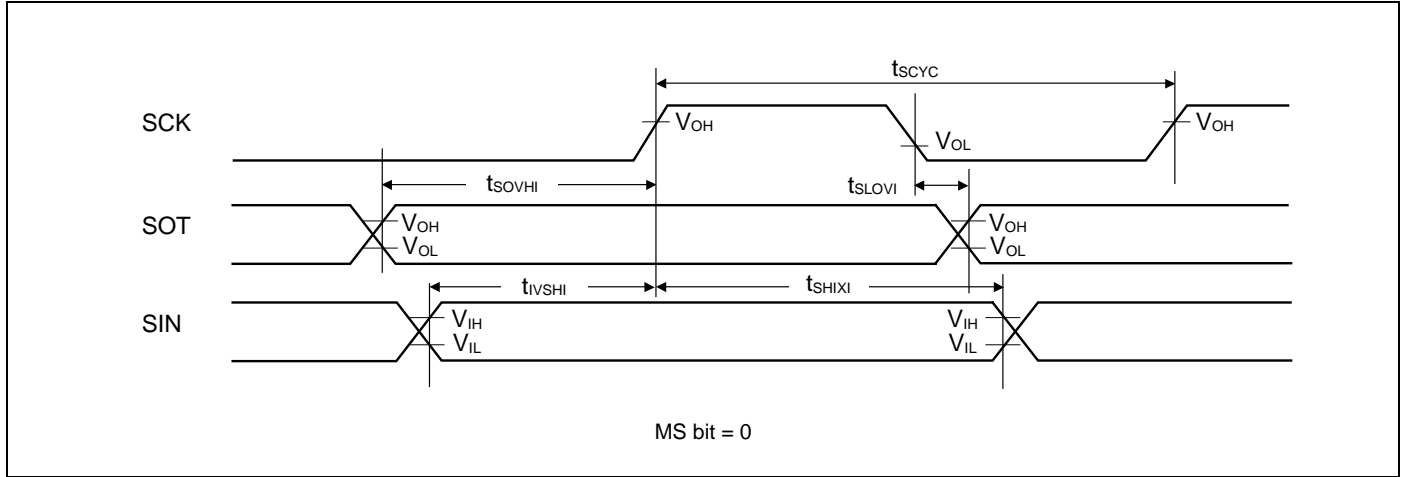 tSCYC
SCK
VOH
VOL
VOH
tSOVHI
tSLOVI
SOT
VOH
VOL
VOH
VOL
tIVSHI
tSHIXI
SIN
VIH
VIL
VIH
VIL
MS bit = 0